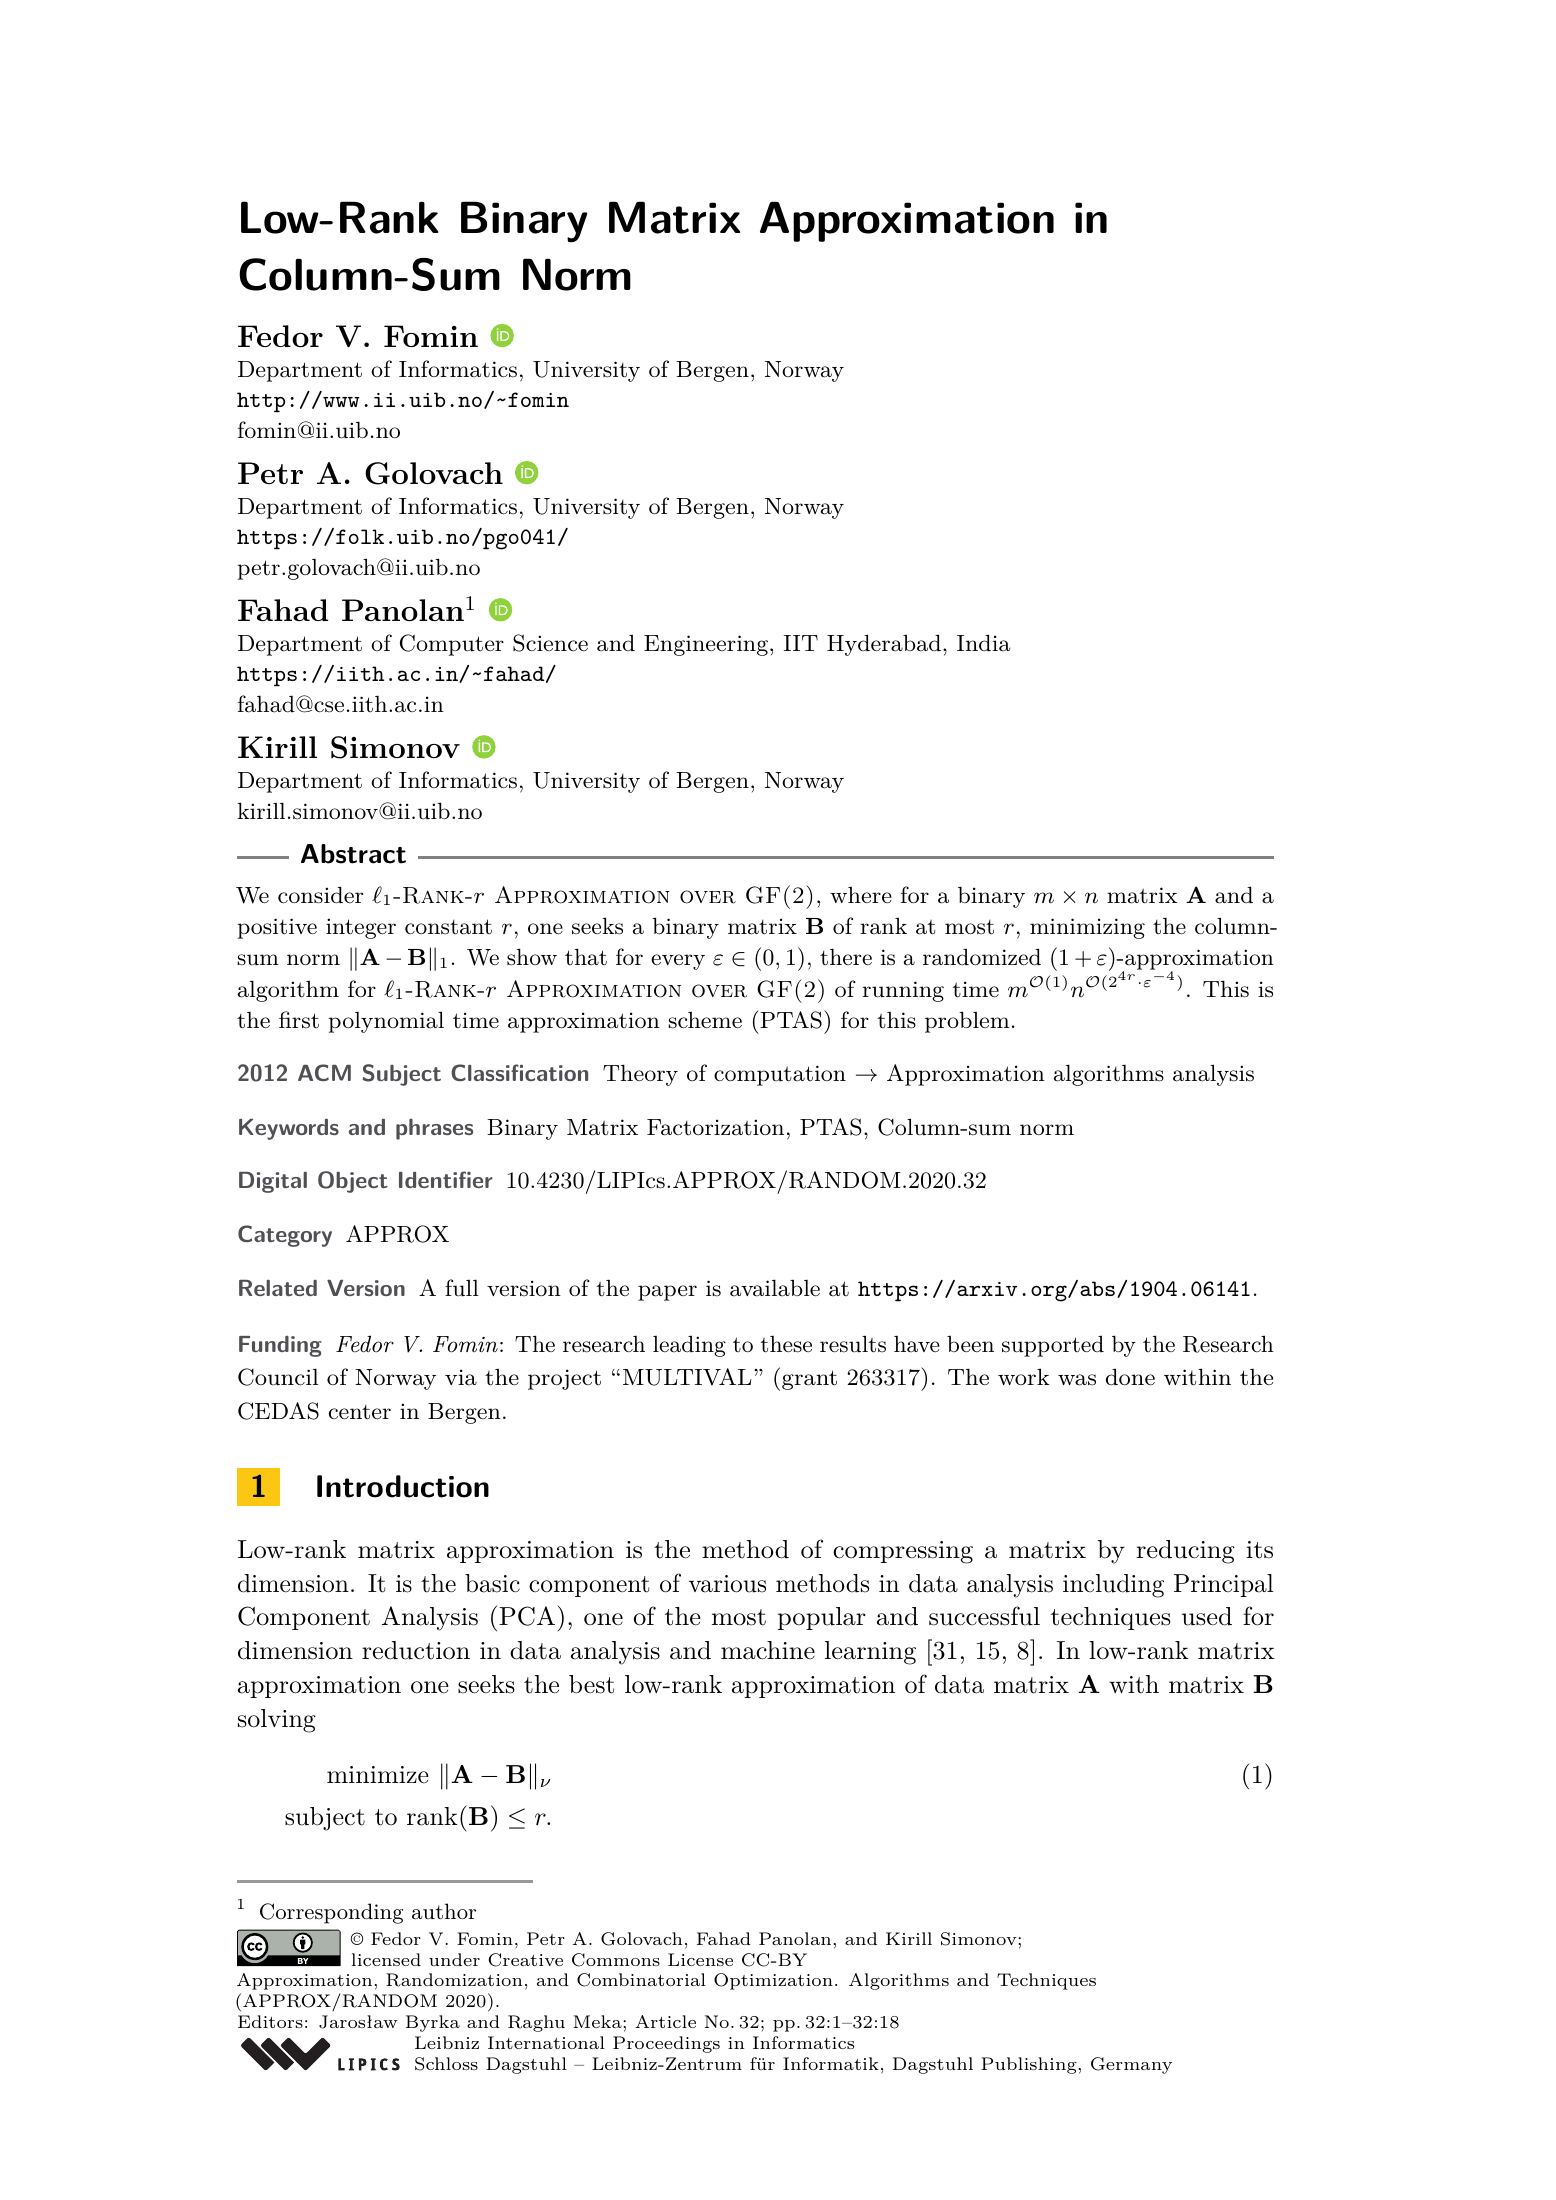 Low-Rank Binary Matrix Approximation in
Column-Sum Norm
Fedor V. Fomin iD
Department of Informatics, University of Bergen, Norway
http://www.ii.uib.no/~fomin
fomin@ii.uib.no
Petr A. Golovach iD
Department of Informatics, University of Bergen, Norway
https://folk.uib.no/pgo041/
petr.golovach@ii.uib.no
Fahad Panolan¹ iD
Department of Computer Science and Engineering, IIT Hyderabad, India
https://iith.ac.in/~fahad/
fahad@cse.iith.ac.in
Kirill Simonov iD
Department of Informatics, University of Bergen, Norway
kirill.simonov@ii.uib.no
Abstract
We consider ℓ₁-Rank-r Approximation over GF(2), where for a binary m × n matrix A and a
positive integer constant r, one seeks a binary matrix B of rank at most r, minimizing the column-
sum norm ‖A − B‖₁. We show that for every ε ∈ (0, 1), there is a randomized (1 + ε)-approximation
algorithm for ℓ₁-Rank-r Approximation over GF(2) of running time m^{O(1)}n^{O(2^{4r}·ε^{−4})}. This is
the first polynomial time approximation scheme (PTAS) for this problem.
2012 ACM Subject Classification Theory of computation → Approximation algorithms analysis
Keywords and phrases Binary Matrix Factorization, PTAS, Column-sum norm
Digital Object Identifier 10.4230/LIPIcs.APPROX/RANDOM.2020.32
Category APPROX
Related Version A full version of the paper is available at https://arxiv.org/abs/1904.06141.
Funding Fedor V. Fomin: The research leading to these results have been supported by the Research
Council of Norway via the project “MULTIVAL” (grant 263317). The work was done within the
CEDAS center in Bergen.
1 Introduction
Low-rank matrix approximation is the method of compressing a matrix by reducing its
dimension. It is the basic component of various methods in data analysis including Principal
Component Analysis (PCA), one of the most popular and successful techniques used for
dimension reduction in data analysis and machine learning [31, 15, 8]. In low-rank matrix
approximation one seeks the best low-rank approximation of data matrix A with matrix B
solving
minimize ‖A − B‖_ν (1)
subject to rank(B) ≤ r.
¹ Corresponding author
cc BY © Fedor V. Fomin, Petr A. Golovach, Fahad Panolan, and Kirill Simonov;
licensed under Creative Commons License CC-BY
Approximation, Randomization, and Combinatorial Optimization. Algorithms and Techniques
(APPROX/RANDOM 2020).
Editors: Jarosław Byrka and Raghu Meka; Article No. 32; pp. 32:1–32:18
Leibniz International Proceedings in Informatics
LIPICS Schloss Dagstuhl – Leibniz-Zentrum für Informatik, Dagstuhl Publishing, Germany